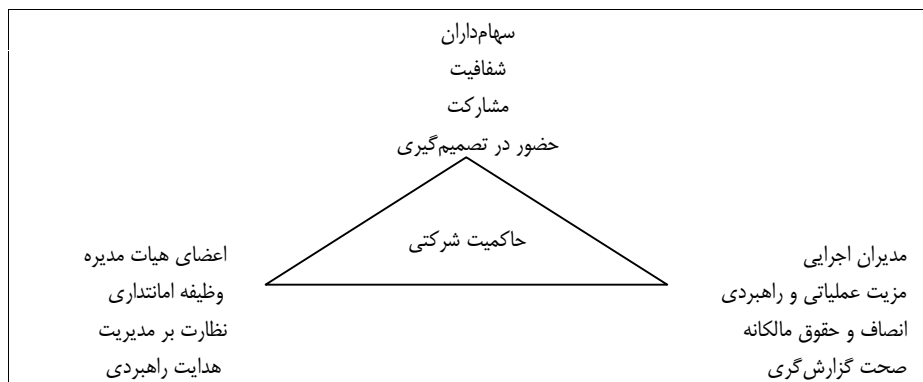 سهام‌داران
شفافیت
مشارکت
حضور در تصمیم‌گیری
حاکمیت شرکتی
مدیران اجرایی
مزیت عملیاتی و راهبردی
انصاف و حقوق مالکانه
صحت گزارش‌گری
اعضای هیات مدیره
وظیفه امانتداری
نظارت بر مدیریت
هدایت راهبردی